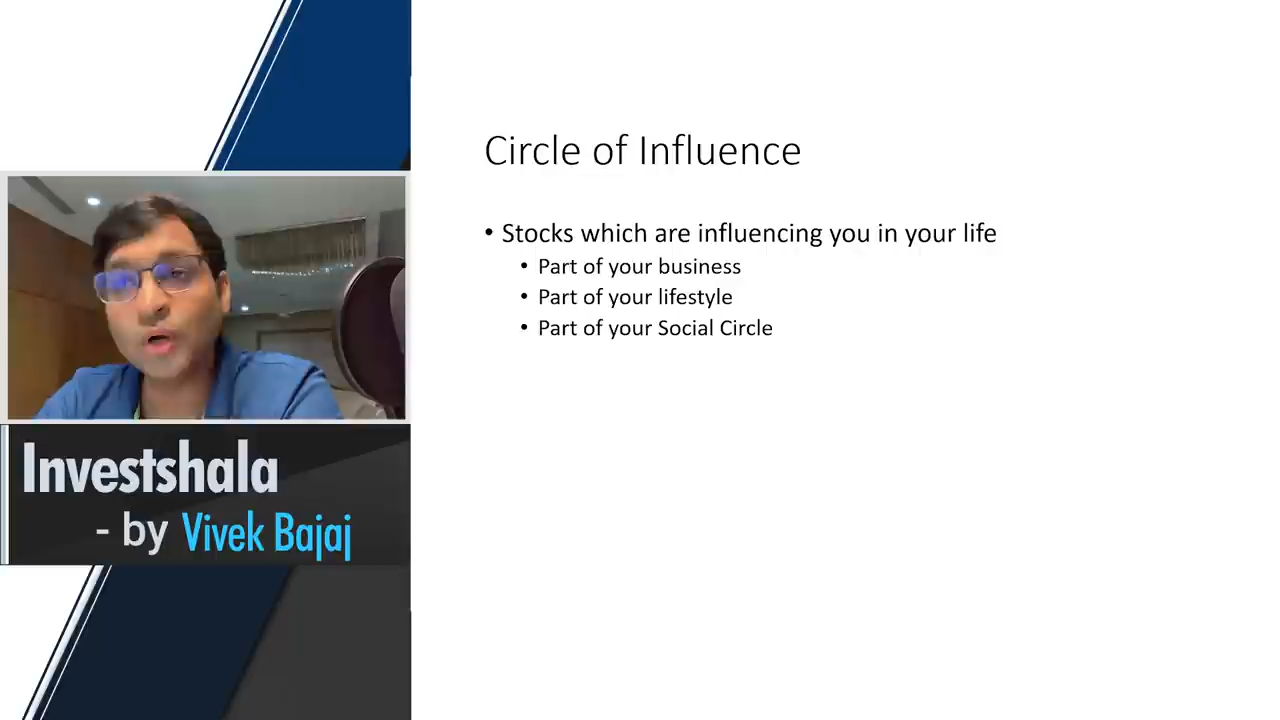 Circle of Influence
• Stocks which are influencing you in your life
• Part of your business
• Part of your lifestyle
• Part of your Social Circle
Investshala
- by Vivek Bajaj